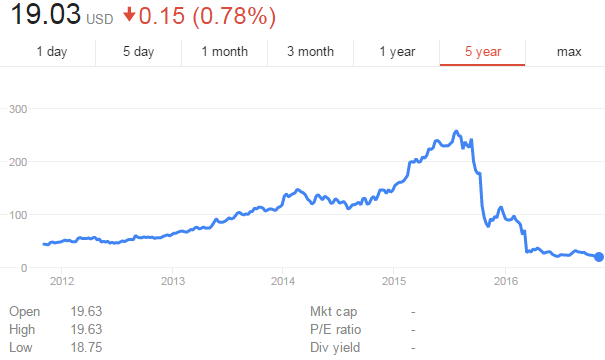 19.03 USD 0.15 (0.78%)
1 day 5 day 1 month 3 month 1 year 5 year max
300
200
100
0
2012 2013 2014 2015 2016
Open 19.63 Mkt cap -
High 19.63 P/E ratio -
Low 18.75 Div yield -